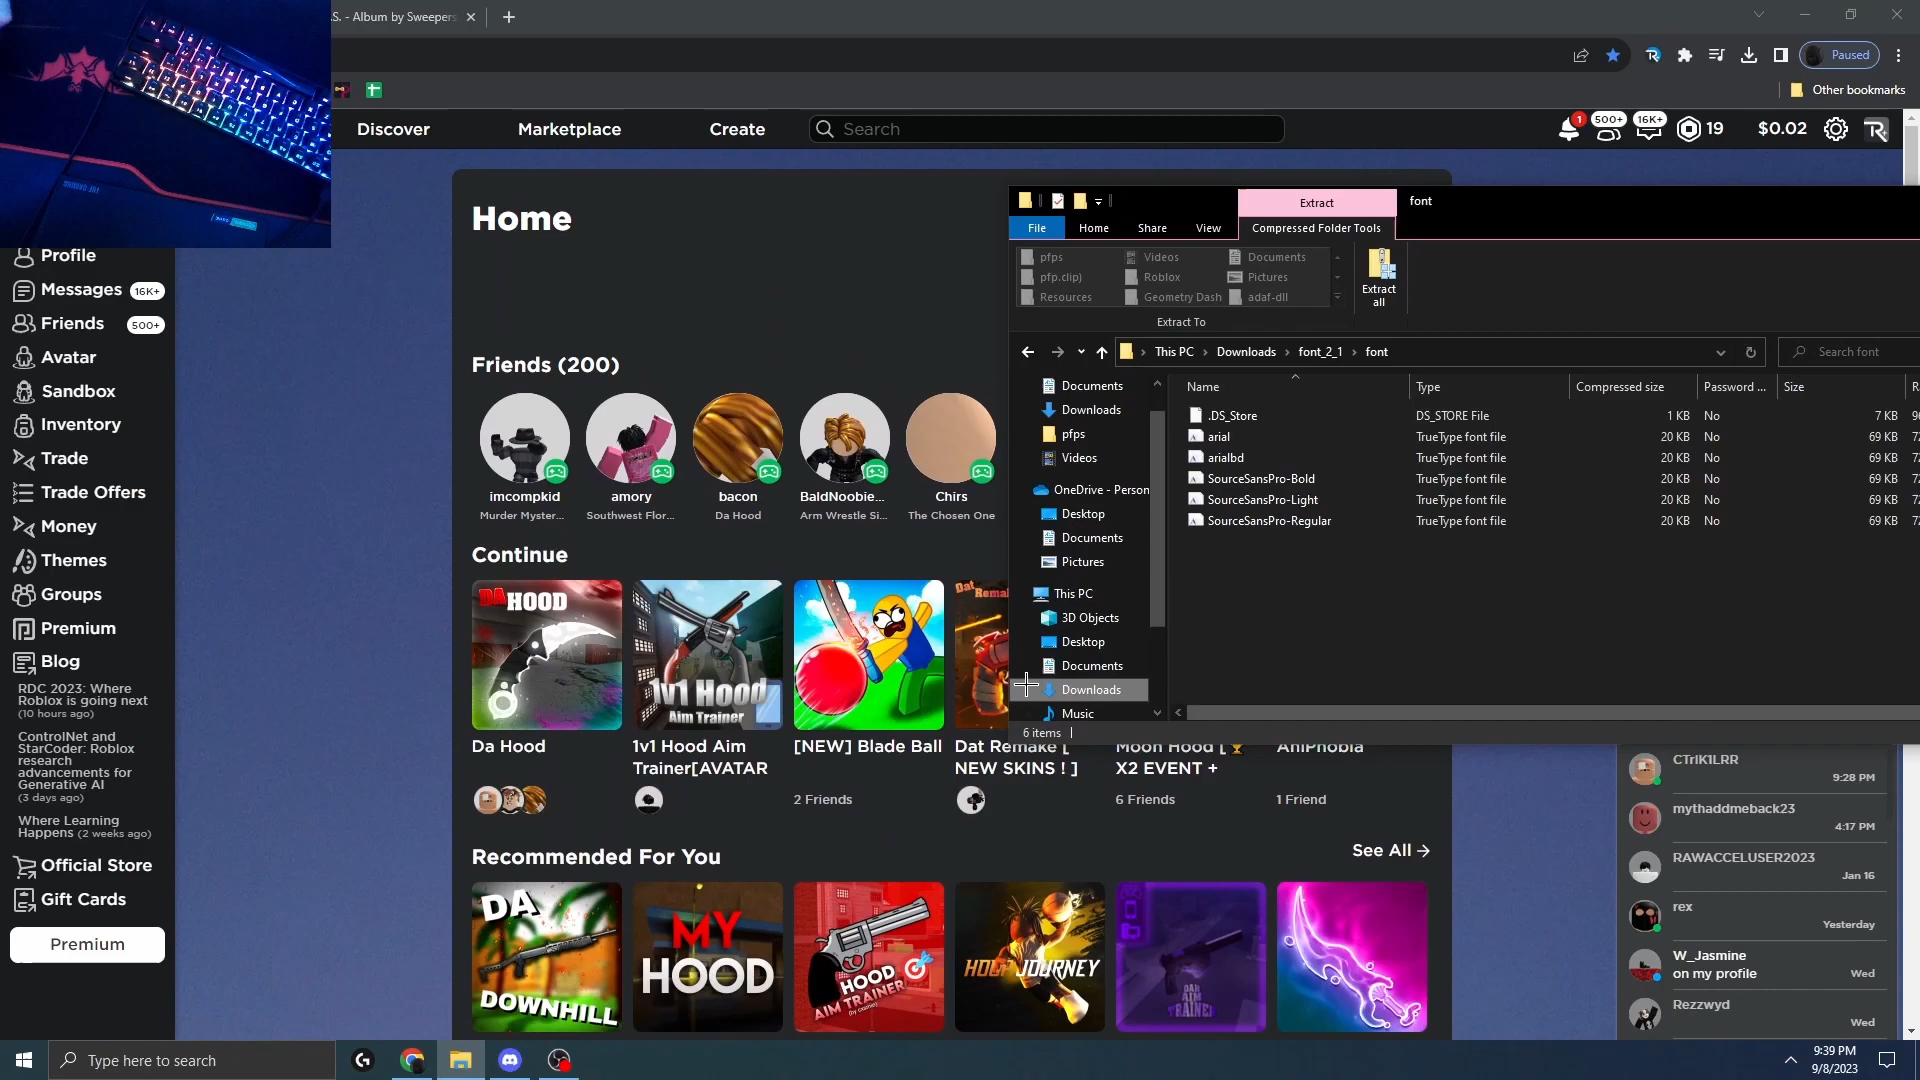 .S. - Album by Sweepers
Paused
Other bookmarks
Discover
Marketplace
Create
Search
1
500+
16K+
19
$0.02
Profile
Messages
16K+
Friends
500+
Avatar
Sandbox
Inventory
Trade
Trade Offers
Money
Themes
Groups
Premium
Blog
RDC 2023: Where
Roblox is going next
(10 hours ago)
ControlNet and
StarCoder: Roblox
research
advancements for
Generative AI
(3 days ago)
Where Learning
Happens (2 weeks ago)
Official Store
Gift Cards
Premium
Home
Friends (200)
imcompkid
Murder Myster...
amory
Southwest Flor...
bacon
Da Hood
BaldNoobie...
Arm Wrestle Si...
Chirs
The Chosen One
Continue
DA HOOD
Da Hood
1v1 Hood
Aim Trainer
1v1 Hood Aim
Trainer[AVATAR
[NEW] Blade Ball
2 Friends
Dat Remake [
NEW SKINS ! ]
Moon Hood [
X2 EVENT +
6 Friends
AniPhobia
1 Friend
Recommended For You
See All
DA
DOWNHILL
MY
HOOD
HOOD
AIM TRAINER
HOOP JOURNEY
DAH
AIM
TRAINER
Extract
font
File
Home
Share
View
Compressed Folder Tools
pfps
Videos
Documents
pfp.clip)
Roblox
Pictures
Resources
Geometry Dash
adaf-dll
Extract
all
Extract To
This PC
Downloads
font_2_1
font
Search font
Documents
Downloads
pfps
Videos
OneDrive - Person
Desktop
Documents
Pictures
This PC
3D Objects
Desktop
Documents
Downloads
Music
Name
Type
Compressed size
Password ...
Size
.DS_Store
DS_STORE File
1 KB
No
7 KB
arial
TrueType font file
20 KB
No
69 KB
arialbd
TrueType font file
20 KB
No
69 KB
SourceSansPro-Bold
TrueType font file
20 KB
No
69 KB
SourceSansPro-Light
TrueType font file
20 KB
No
69 KB
SourceSansPro-Regular
TrueType font file
20 KB
No
69 KB
6 items
CTrlK1LRR
9:28 PM
mythaddmeback23
4:17 PM
RAWACCELUSER2023
Jan 16
rex
Yesterday
W_Jasmine
on my profile
Wed
Rezzwyd
Wed
Type here to search
9:39 PM
9/8/2023